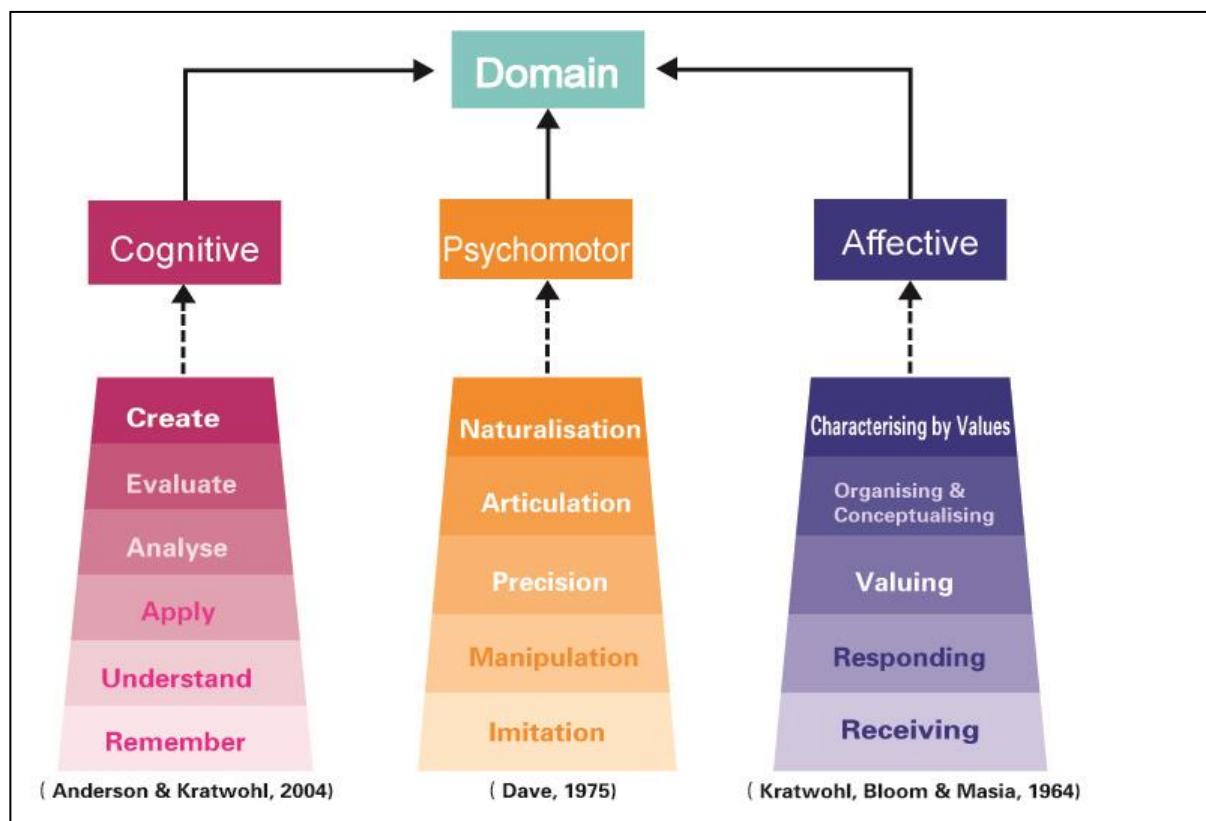 Domain
Cognitive
Psychomotor
Affective
Create
Evaluate
Analyse
Apply
Understand
Remember
( Anderson & Kratwohl, 2004)
Naturalisation
Articulation
Precision
Manipulation
Imitation
( Dave, 1975)
Characterising by Values
Organising &
Conceptualising
Valuing
Responding
Receiving
( Kratwohl, Bloom & Masia, 1964)